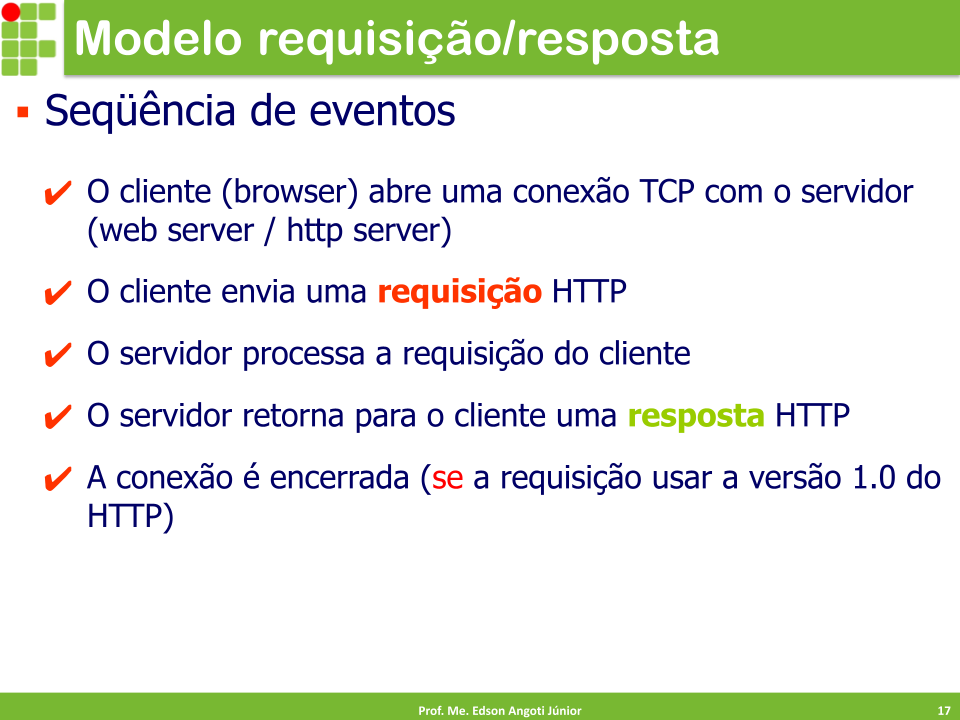 Modelo requisição/resposta
▪ Seqüência de eventos
✔ O cliente (browser) abre uma conexão TCP com o servidor
(web server / http server)
✔ O cliente envia uma requisição HTTP
✔ O servidor processa a requisição do cliente
✔ O servidor retorna para o cliente uma resposta HTTP
✔ A conexão é encerrada (se a requisição usar a versão 1.0 do
HTTP)
Prof. Me. Edson Angoti Júnior 17